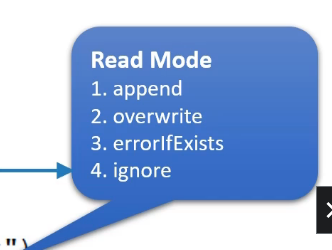 Read Mode
1. append
2. overwrite
3. errorIfExists
4. ignore
")